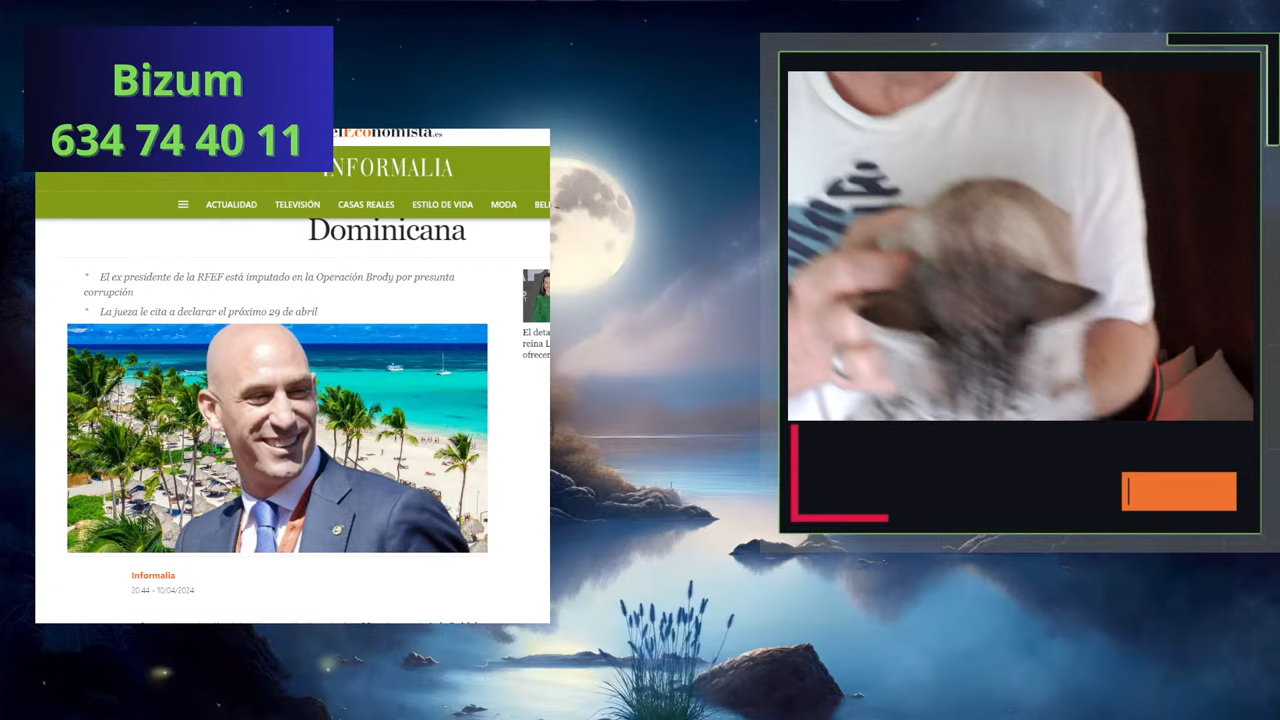 Bizum
634 74 40 11
elEconomista.es
INFORMALIA
ACTUALIDAD TELEVISIÓN CASAS REALES ESTILO DE VIDA MODA BEL
Dominicana
* El ex presidente de la RFEF está imputado en la Operación Brody por presunta
corrupción
* La jueza le cita a declarar el próximo 29 de abril
El deta
reina L
ofrecer
Informalia
20:44 - 10/04/2024